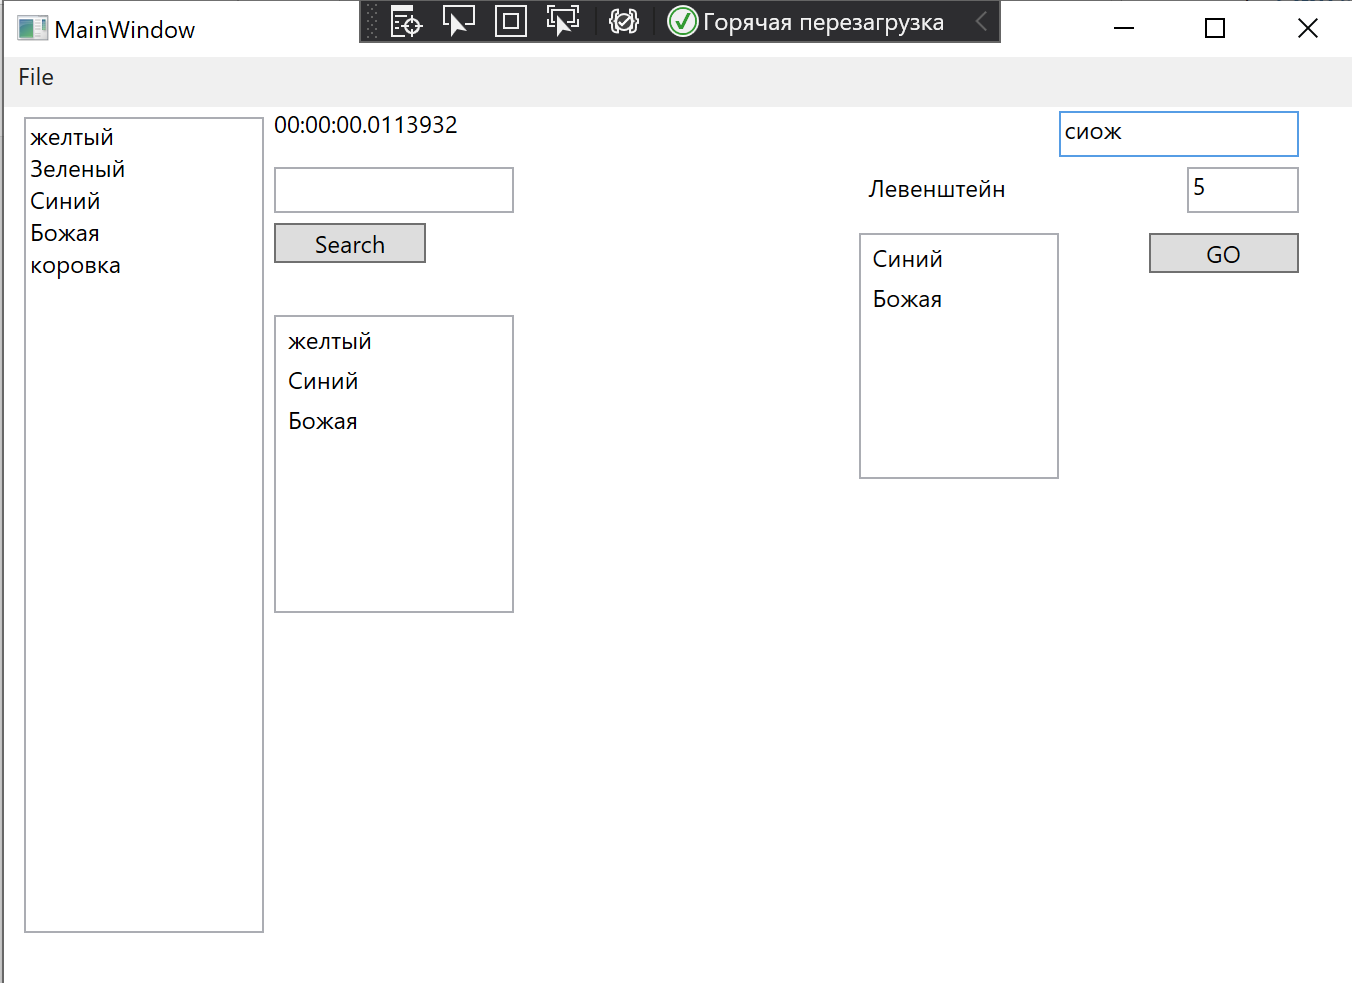 MainWindow
Горячая перезагрузка
File
желтый
Зеленый
Синий
Божая
коровка
00:00:00.0113932
Search
желтый
Синий
Божая
сиож
Левенштейн
5
Синий
Божая
GO